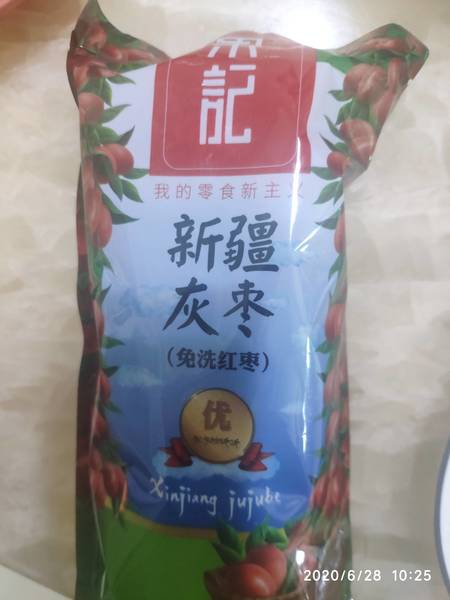 記
我的零食新主义
新疆
灰枣
(免洗红枣)
优
Xinjiang jujube
2020/6/28 10:25